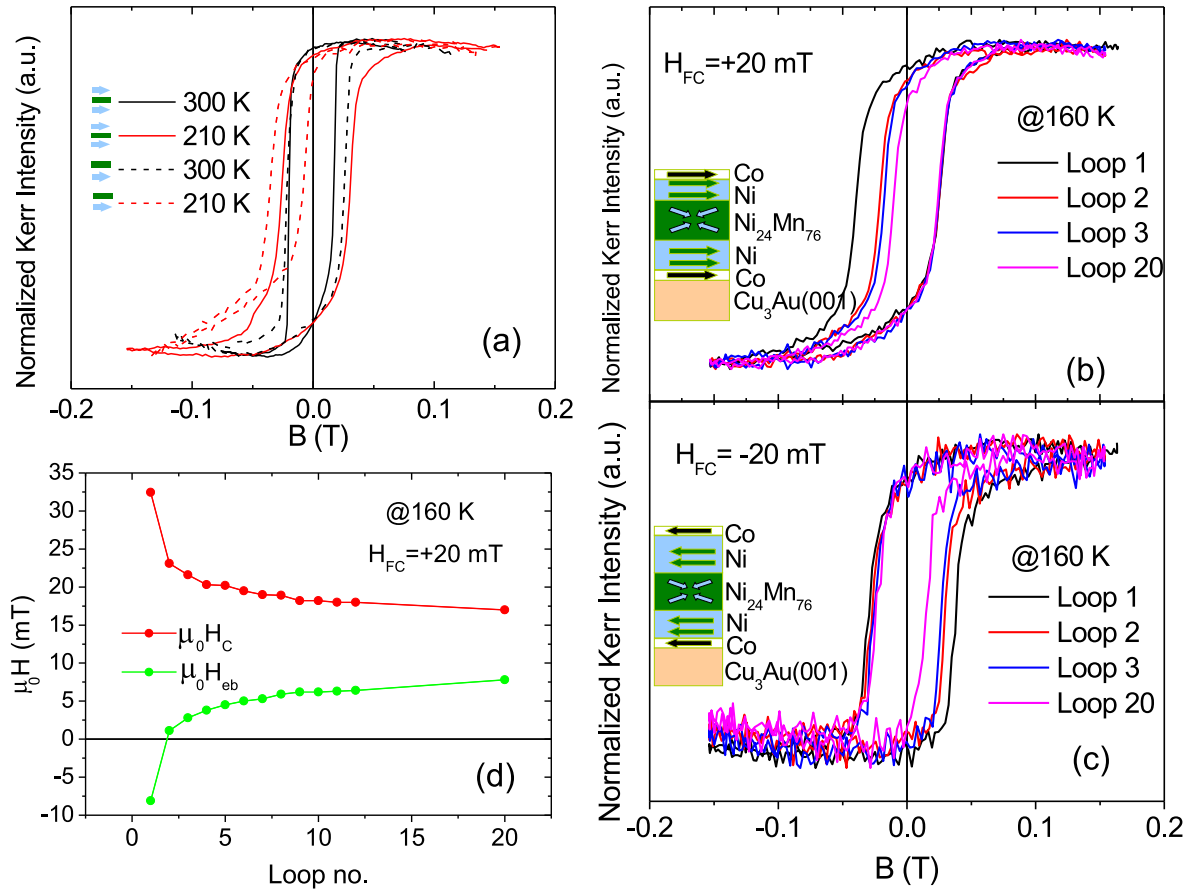 Normalized Kerr Intensity (a.u.)
300 K
210 K
300 K
210 K
(a)
-0.2 -0.1 0.0 0.1 0.2
B (T)
Normalized Kerr Intensity (a.u.)
H_FC=+20 mT
@160 K
Co
Ni
Ni24Mn76
Ni
Co
Cu3Au(001)
Loop 1
Loop 2
Loop 3
Loop 20
(b)
Normalized Kerr Intensity (a.u.)
H_FC= -20 mT
@160 K
Co
Ni
Ni24Mn76
Ni
Co
Cu3Au(001)
Loop 1
Loop 2
Loop 3
Loop 20
(c)
-0.2 -0.1 0.0 0.1 0.2
B (T)
μ0H (mT)
35
30
25
20
15
10
5
0
-5
-10
@160 K
H_FC=+20 mT
μ0H_C
μ0H_eb
(d)
0 5 10 15 20
Loop no.